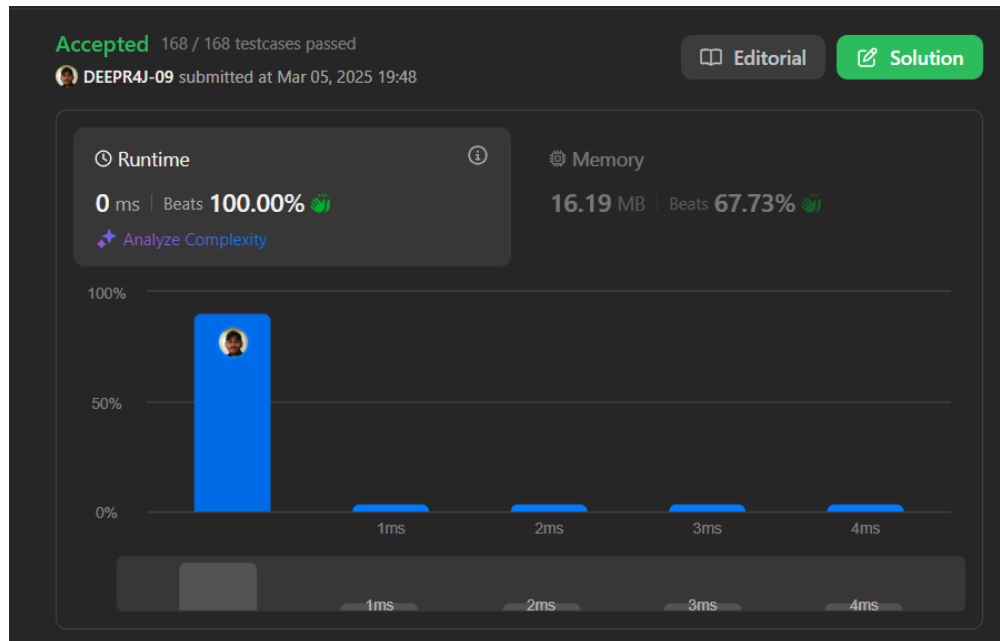 Accepted 168 / 168 testcases passed
DEEPR4J-09 submitted at Mar 05, 2025 19:48
Editorial
Solution
Runtime
0 ms | Beats 100.00%
Analyze Complexity
Memory
16.19 MB | Beats 67.73%
100%
50%
0%
1ms 2ms 3ms 4ms
1ms 2ms 3ms 4ms